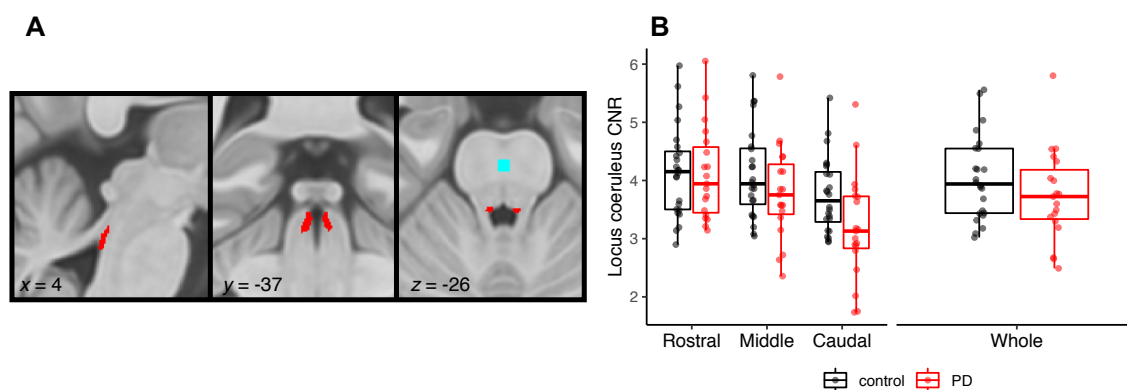 A
x = 4
y = -37
z = -26
B
Locus coeruleus CNR
6
5
4
3
2
Rostral Middle Caudal Whole
control PD